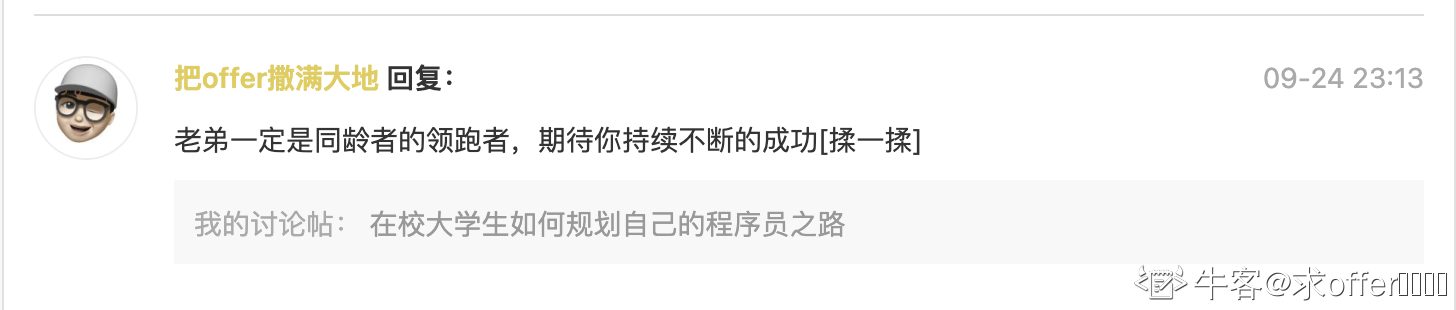 把offer撒满大地 回复： 09-24 23:13
老弟一定是同龄者的领跑者，期待你持续不断的成功[揉一揉]
我的讨论帖： 在校大学生如何规划自己的程序员之路
牛客@求offer